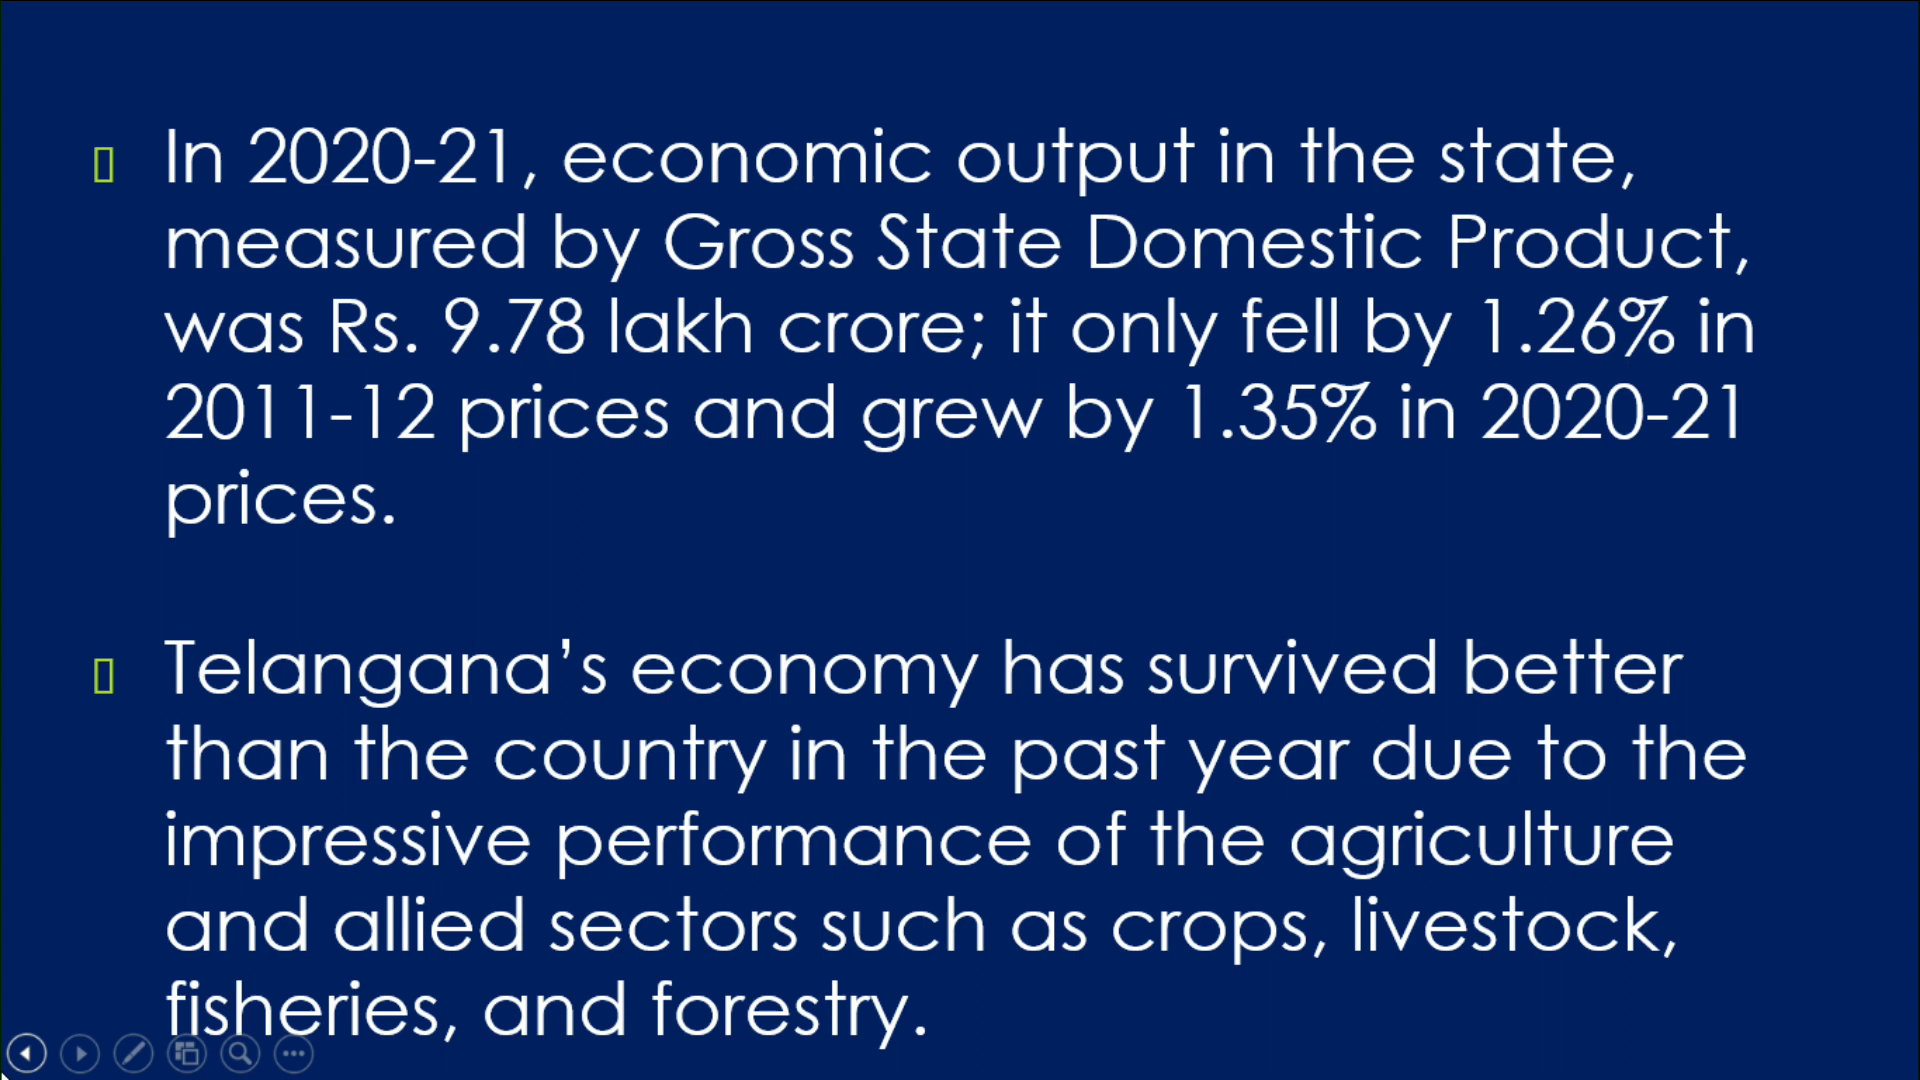 In 2020-21, economic output in the state,
measured by Gross State Domestic Product,
was Rs. 9.78 lakh crore; it only fell by 1.26% in
2011-12 prices and grew by 1.35% in 2020-21
prices.
Telangana’s economy has survived better
than the country in the past year due to the
impressive performance of the agriculture
and allied sectors such as crops, livestock,
fisheries, and forestry.